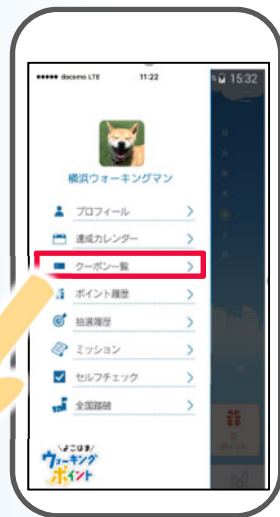 docomo LTE 11:22
15:32
横浜ウォーキングマン
プロフィール
達成カレンダー
クーポン一覧
ポイント履歴
抽選履歴
ミッション
セルフチェック
全国踏破
よこはま
ウォーキング
ポイント